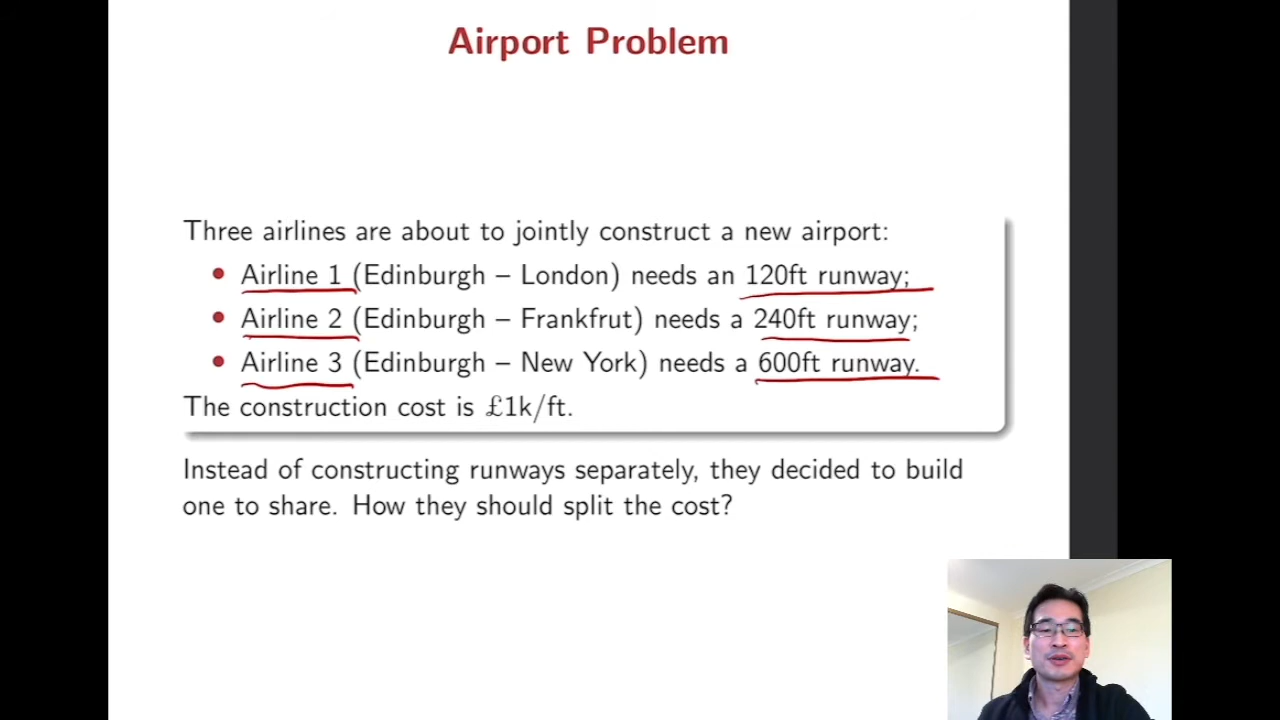 Airport Problem
Three airlines are about to jointly construct a new airport:
• Airline 1 (Edinburgh – London) needs an 120ft runway;
• Airline 2 (Edinburgh – Frankfrut) needs a 240ft runway;
• Airline 3 (Edinburgh – New York) needs a 600ft runway.
The construction cost is £1k/ft.
Instead of constructing runways separately, they decided to build
one to share. How they should split the cost?